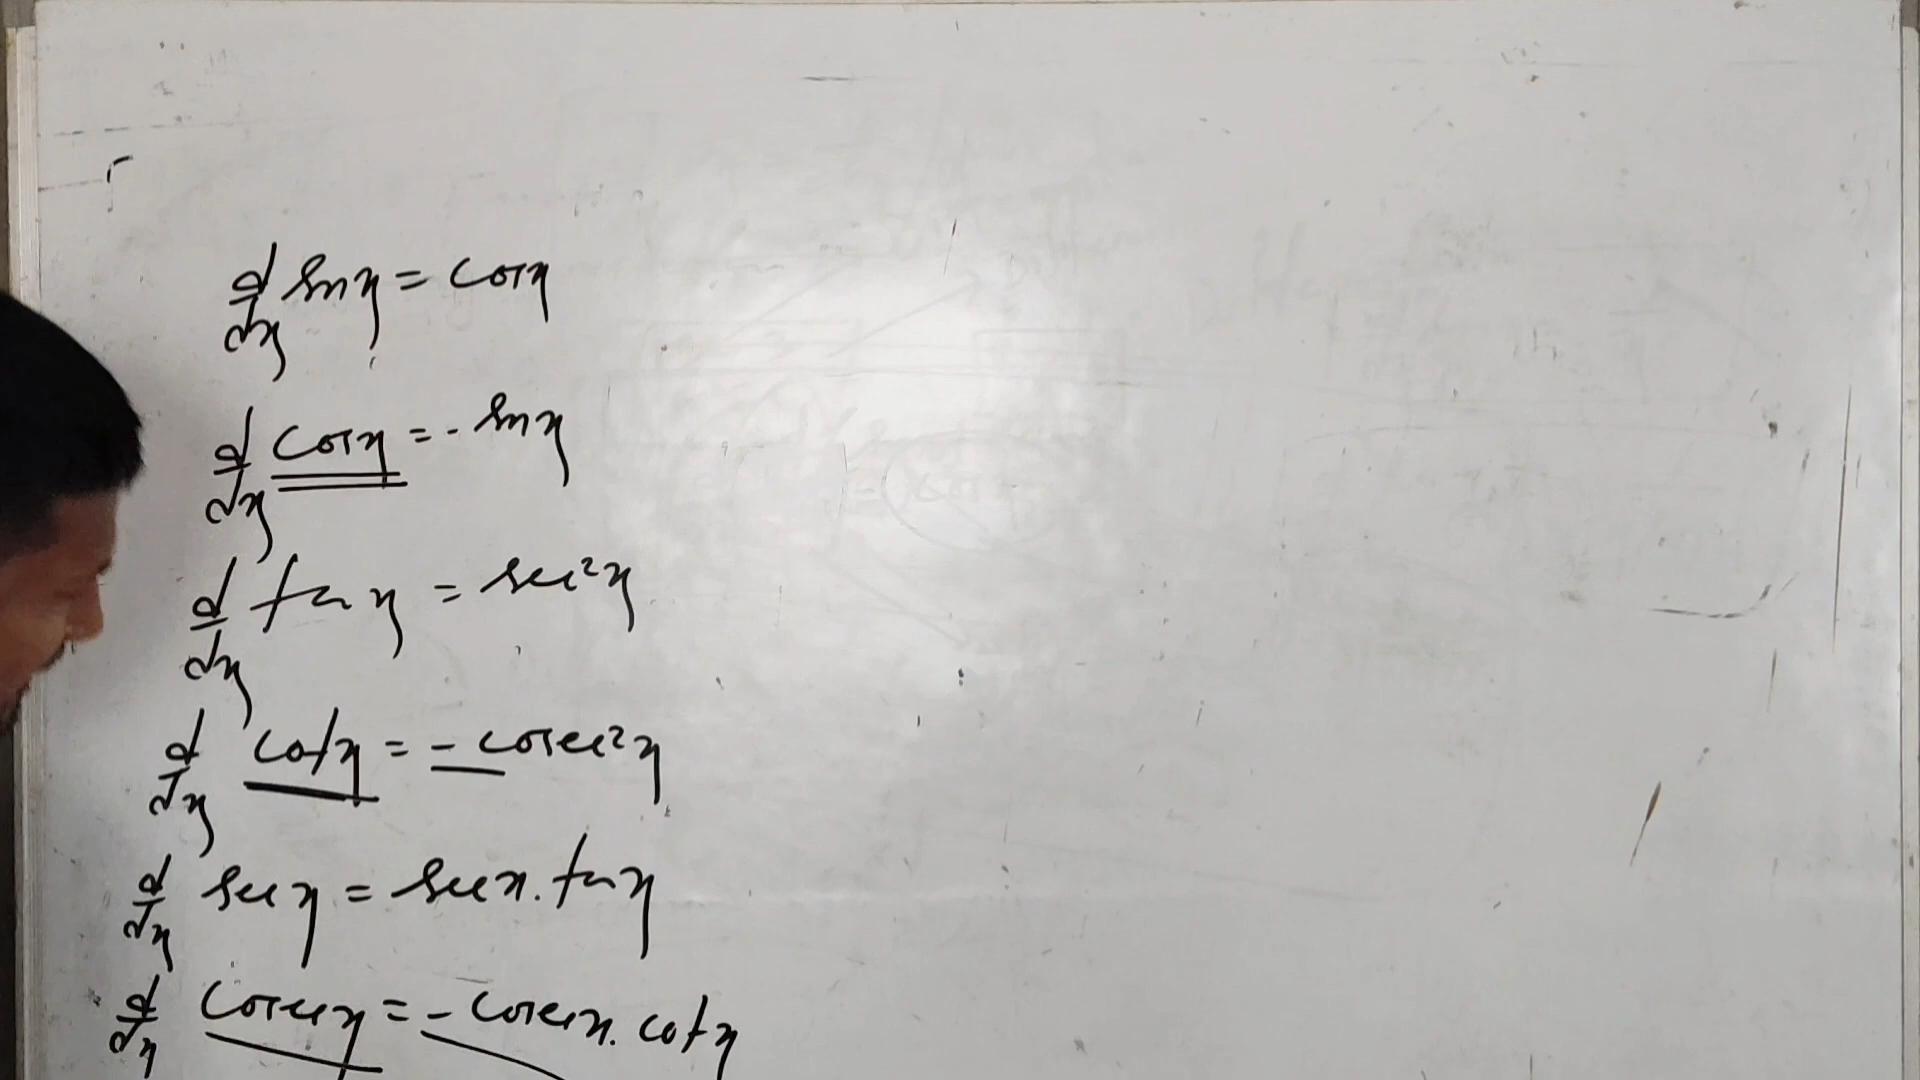 d/dx sinx = cosx
d/dx cosx = - sinx
d/dx tanx = sec²x
d/dx cotx = - cosec²x
d/dx secx = secx.tanx
d/dx cosecx = - cosecx.cotx